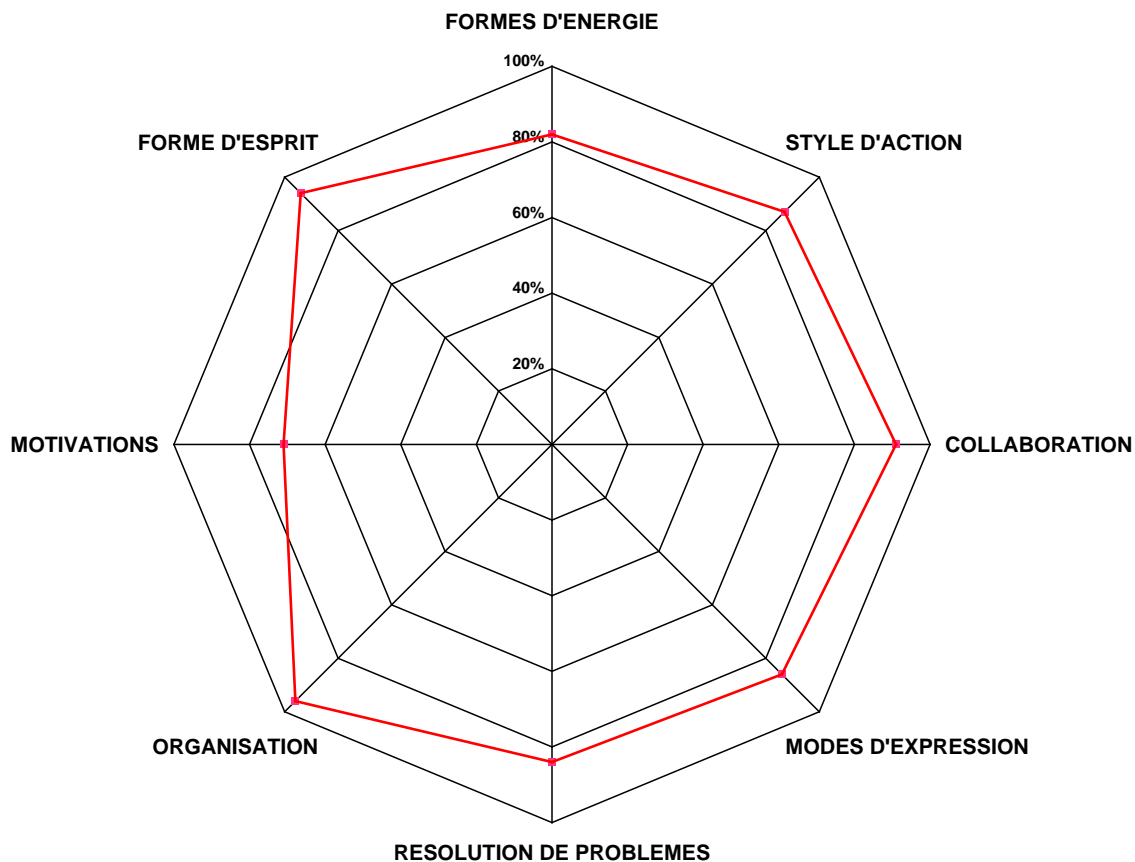 FORMES D'ENERGIE
100%
FORME D'ESPRIT
80%
STYLE D'ACTION
60%
40%
20%
MOTIVATIONS
COLLABORATION
ORGANISATION
MODES D'EXPRESSION
RESOLUTION DE PROBLEMES